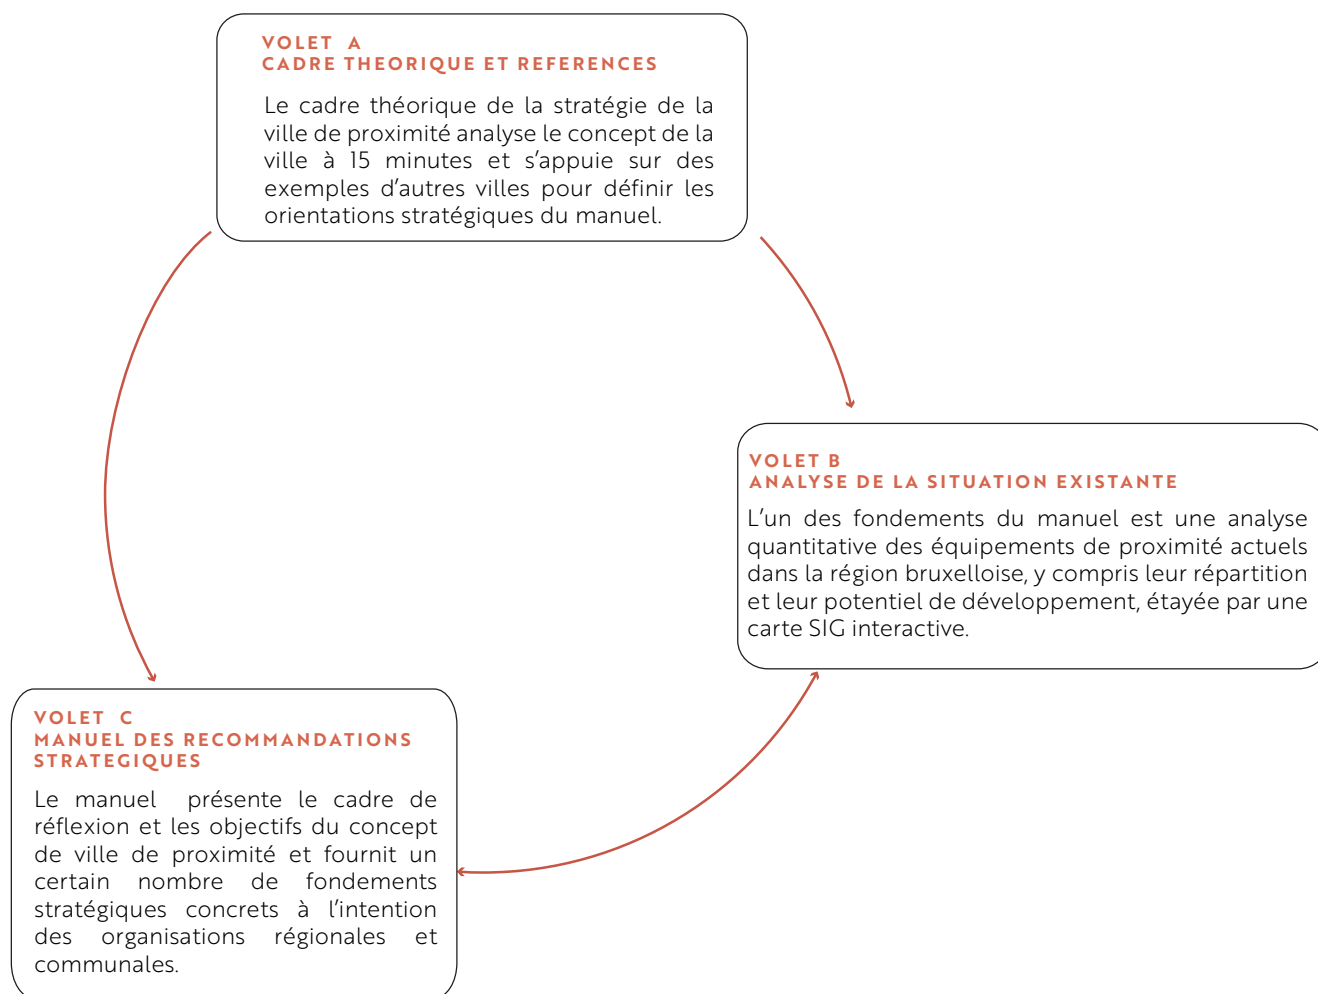 VOLET A
CADRE THEORIQUE ET REFERENCES
Le cadre théorique de la stratégie de la
ville de proximité analyse le concept de la
ville à 15 minutes et s'appuie sur des
exemples d'autres villes pour définir les
orientations stratégiques du manuel.
VOLET B
ANALYSE DE LA SITUATION EXISTANTE
L'un des fondements du manuel est une analyse
quantitative des équipements de proximité actuels
dans la région bruxelloise, y compris leur répartition
et leur potentiel de développement, étayée par une
carte SIG interactive.
VOLET C
MANUEL DES RECOMMANDATIONS
STRATEGIQUES
Le manuel présente le cadre de
réflexion et les objectifs du concept
de ville de proximité et fournit un
certain nombre de fondements
stratégiques concrets à l'intention
des organisations régionales et
communales.